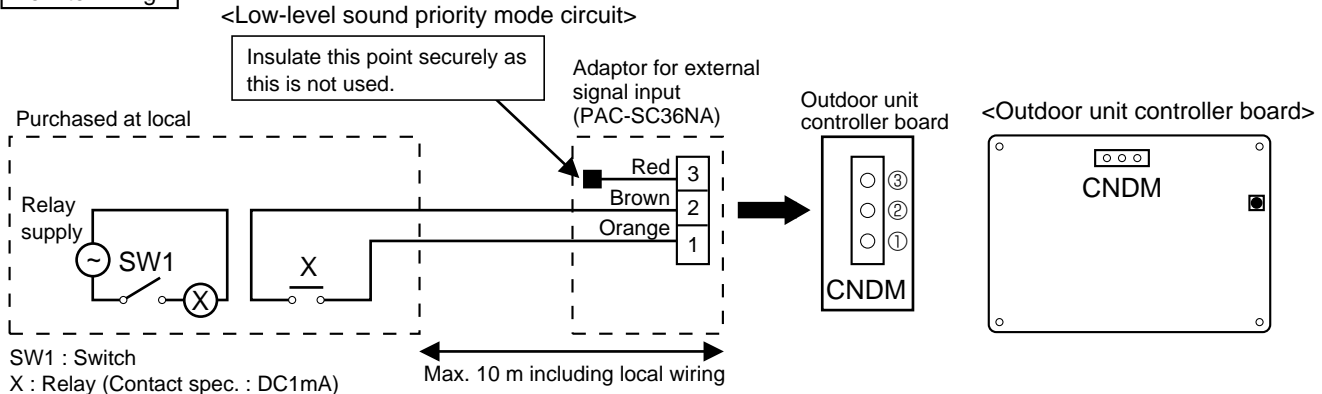 <Low-level sound priority mode circuit>
Insulate this point securely as
this is not used.
Adaptor for external
signal input
(PAC-SC36NA)
Outdoor unit
controller board
<Outdoor unit controller board>
Purchased at local
Relay
supply
~
SW1
X
X
Red
3
Brown
2
Orange
1
③
②
①
CNDM
CNDM
Max. 10 m including local wiring
SW1 : Switch
X : Relay (Contact spec. : DC1mA)